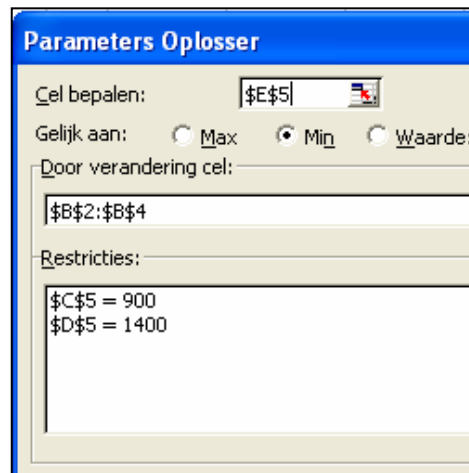 Parameters Oplosser
Cel bepalen: $E$5
Gelijk aan: Max Min Waarde:
Door verandering cel:
$B$2:$B$4
Restricties:
$C$5 = 900
$D$5 = 1400